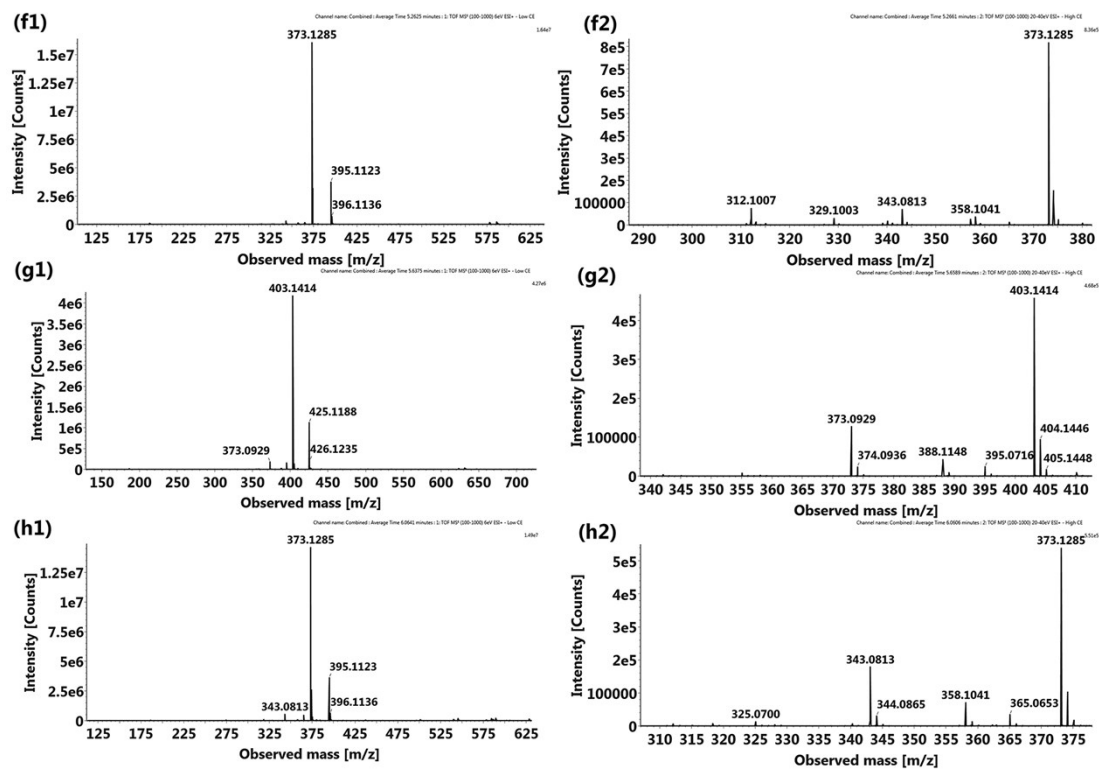 (f1)
Channel name: Combined : Average Time 5.2625 minutes : 1: TOF MSᴱ (100-1000) 6eV ESI+ - Low CE
1.64e7
373.1285
1.5e7
1.25e7
1e7
7.5e6
5e6
2.5e6
0
395.1123
396.1136
Intensity [Counts]
125 175 225 275 325 375 425 475 525 575 625
Observed mass [m/z]
(f2)
Channel name: Combined : Average Time 5.2661 minutes : 2: TOF MSᴱ (100-1000) 20-40eV ESI+ - High CE
373.1285
8e5
7e5
6e5
5e5
4e5
3e5
2e5
100000
0
312.1007
329.1003
343.0813
358.1041
Intensity [Counts]
290 300 310 320 330 340 350 360 370 380
Observed mass [m/z]
(g1)
Channel name: Combined : Average Time 5.6375 minutes : 1: TOF MSᴱ (100-1000) 6eV ESI+ - Low CE
4.27e6
403.1414
4e6
3.5e6
3e6
2.5e6
2e6
1.5e6
1e6
5e5
0
373.0929
425.1188
426.1235
Intensity [Counts]
150 200 250 300 350 400 450 500 550 600 650 700
Observed mass [m/z]
(g2)
Channel name: Combined : Average Time 5.6589 minutes : 2: TOF MSᴱ (100-1000) 20-40eV ESI+ - High CE
4.68e5
403.1414
4e5
3e5
2e5
100000
0
373.0929
374.0936
388.1148
395.0716
404.1446
405.1448
Intensity [Counts]
340 345 350 355 360 365 370 375 380 385 390 395 400 405 410
Observed mass [m/z]
(h1)
Channel name: Combined : Average Time 6.0641 minutes : 1: TOF MSᴱ (100-1000) 6eV ESI+ - Low CE
1.49e7
373.1285
1.25e7
1e7
7.5e6
5e6
2.5e6
0
343.0813
395.1123
396.1136
Intensity [Counts]
125 175 225 275 325 375 425 475 525 575 625
Observed mass [m/z]
(h2)
Channel name: Combined : Average Time 6.0606 minutes : 2: TOF MSᴱ (100-1000) 20-40eV ESI+ - High CE
373.1285
5e5
4e5
3e5
2e5
100000
0
325.0700
343.0813
344.0865
358.1041
365.0653
Intensity [Counts]
310 315 320 325 330 335 340 345 350 355 360 365 370 375
Observed mass [m/z]